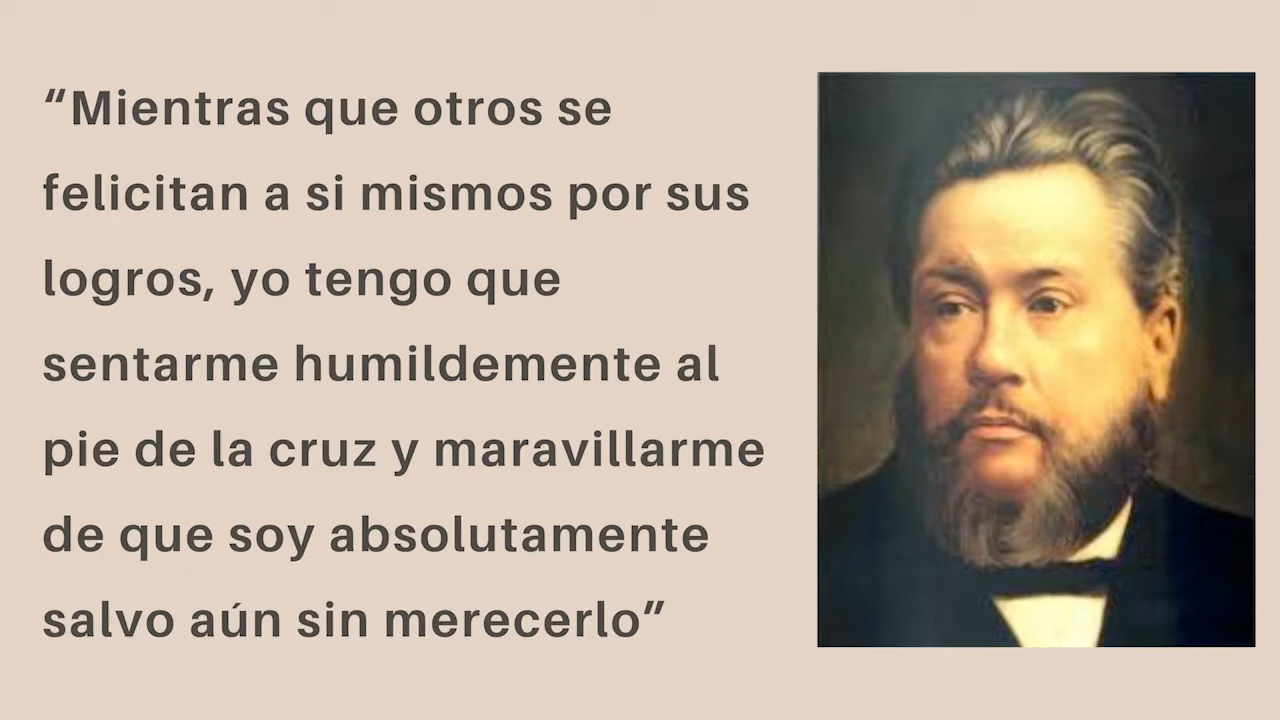 “Mientras que otros se
felicitan a si mismos por sus
logros, yo tengo que
sentarme humildemente al
pie de la cruz y maravillarme
de que soy absolutamente
salvo aún sin merecerlo”